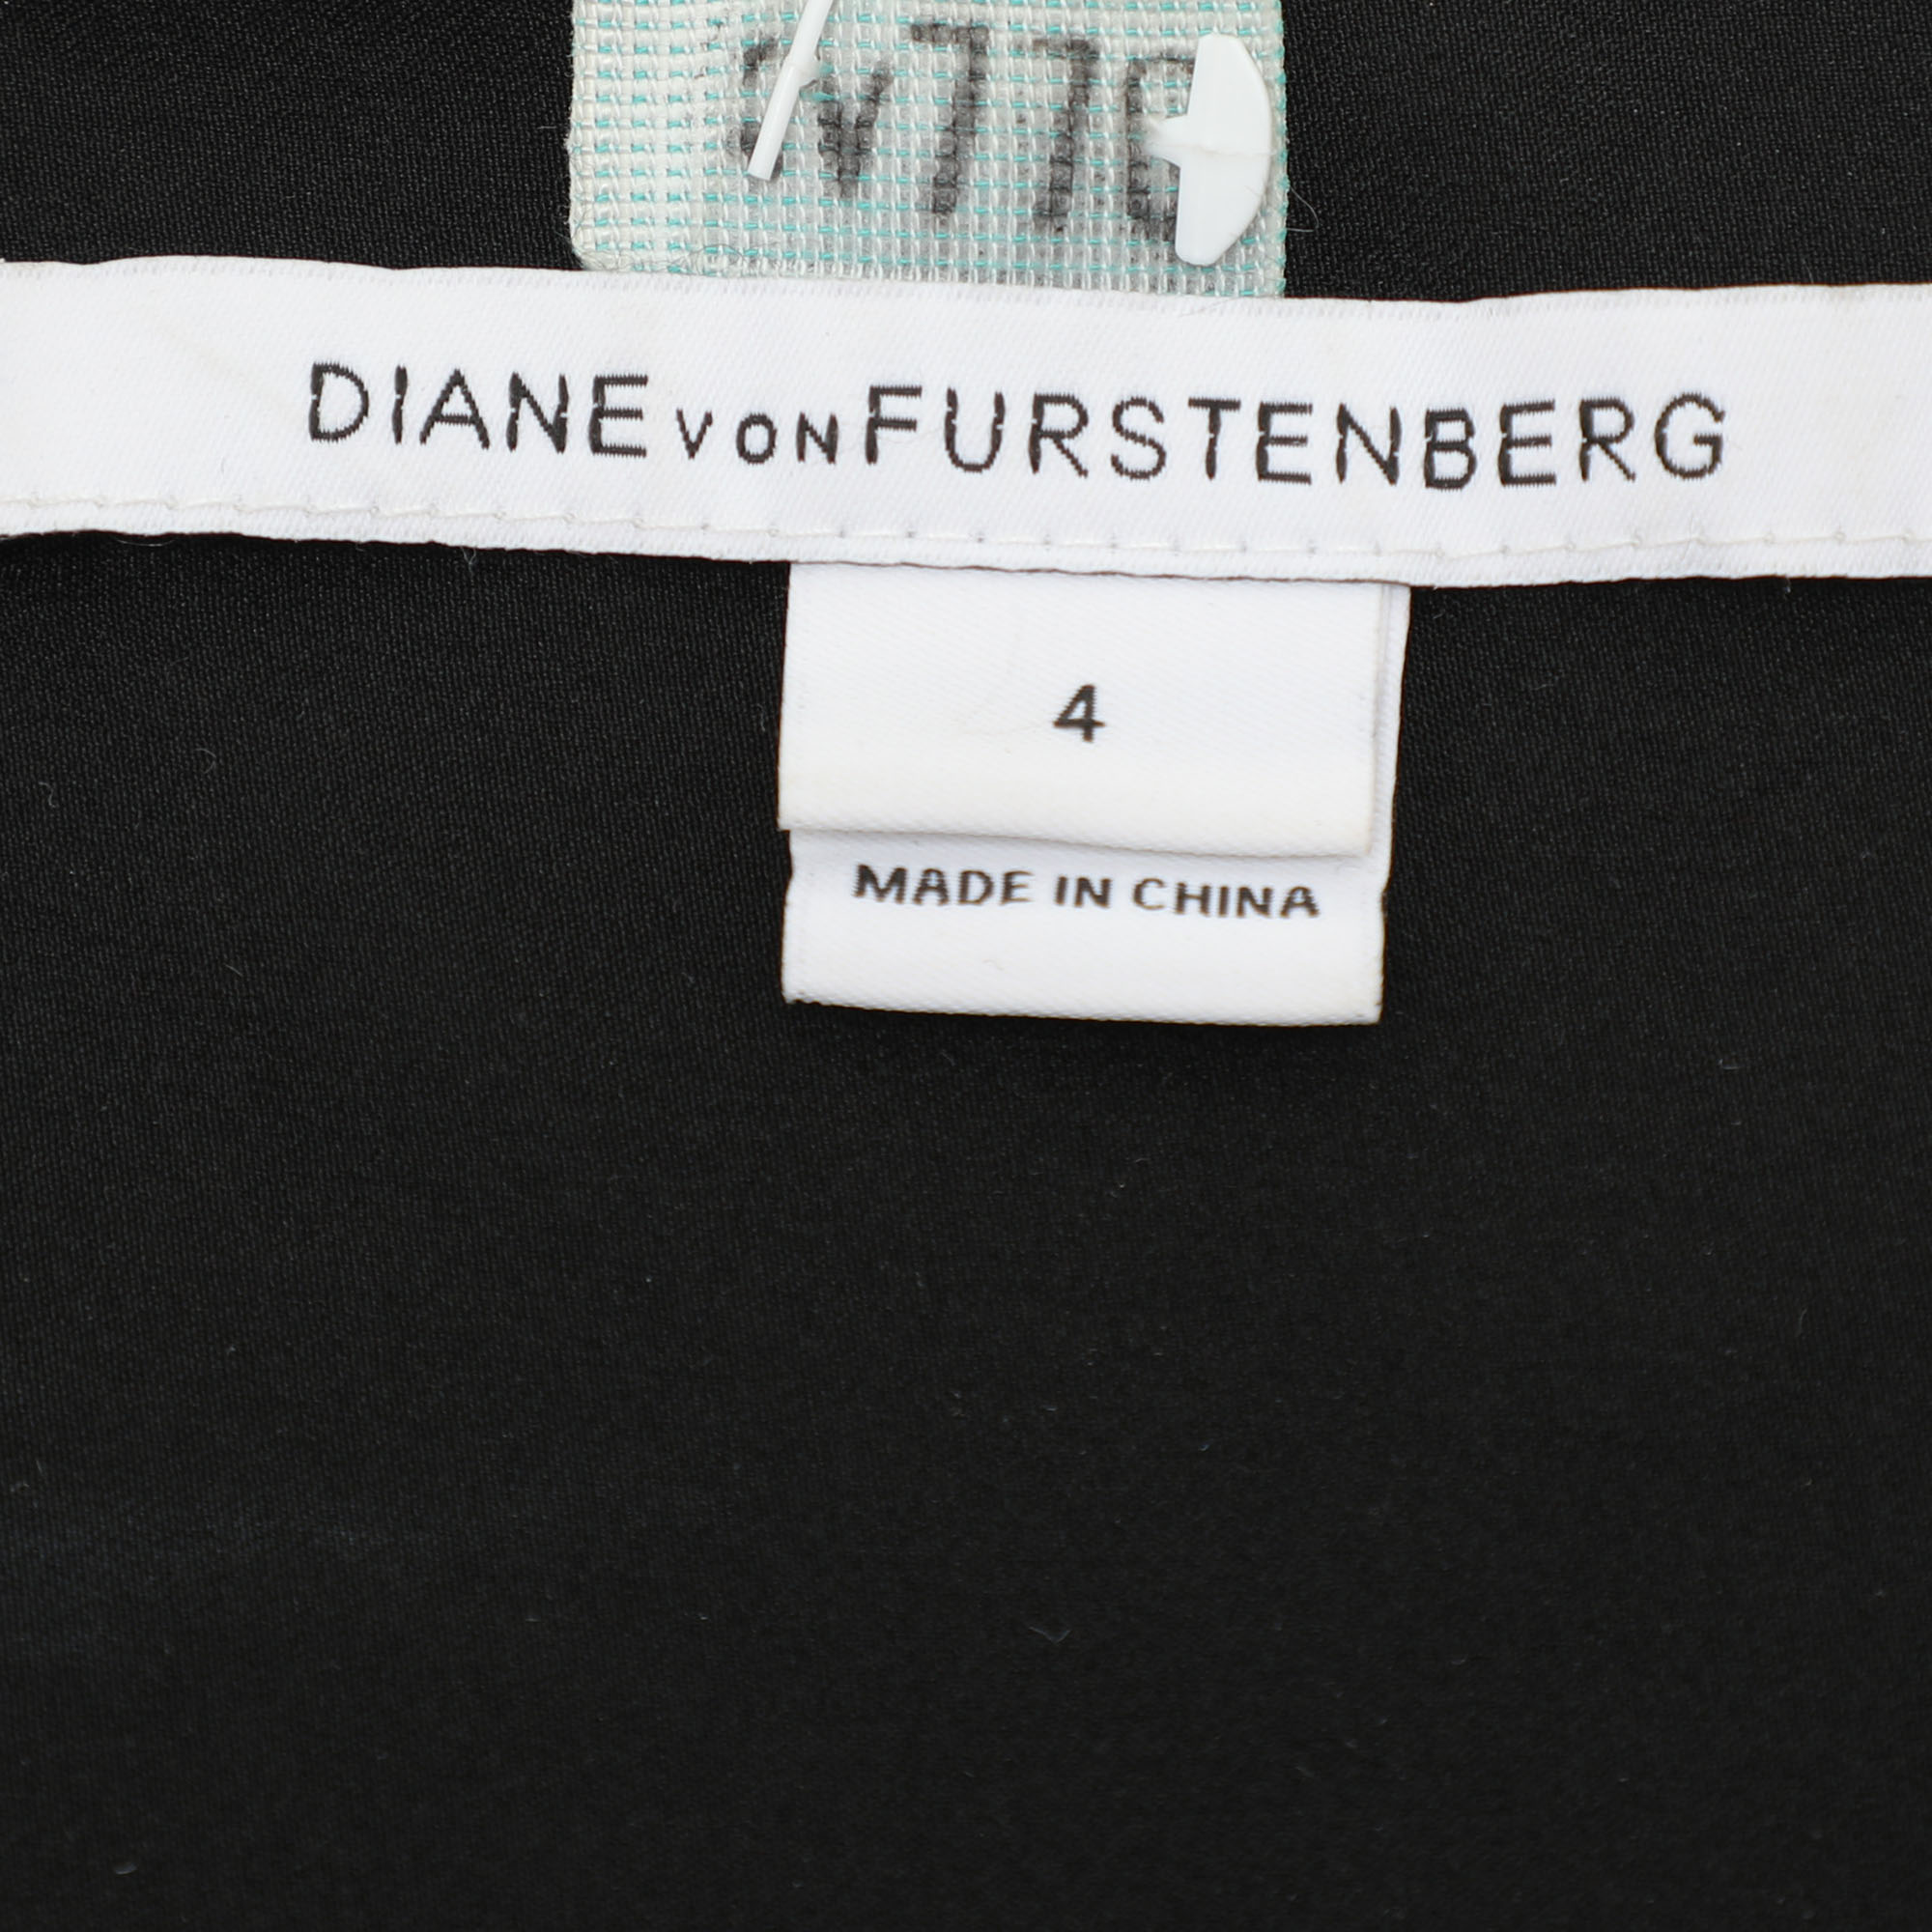 DIANE VON FURSTENBERG
4
MADE IN CHINA